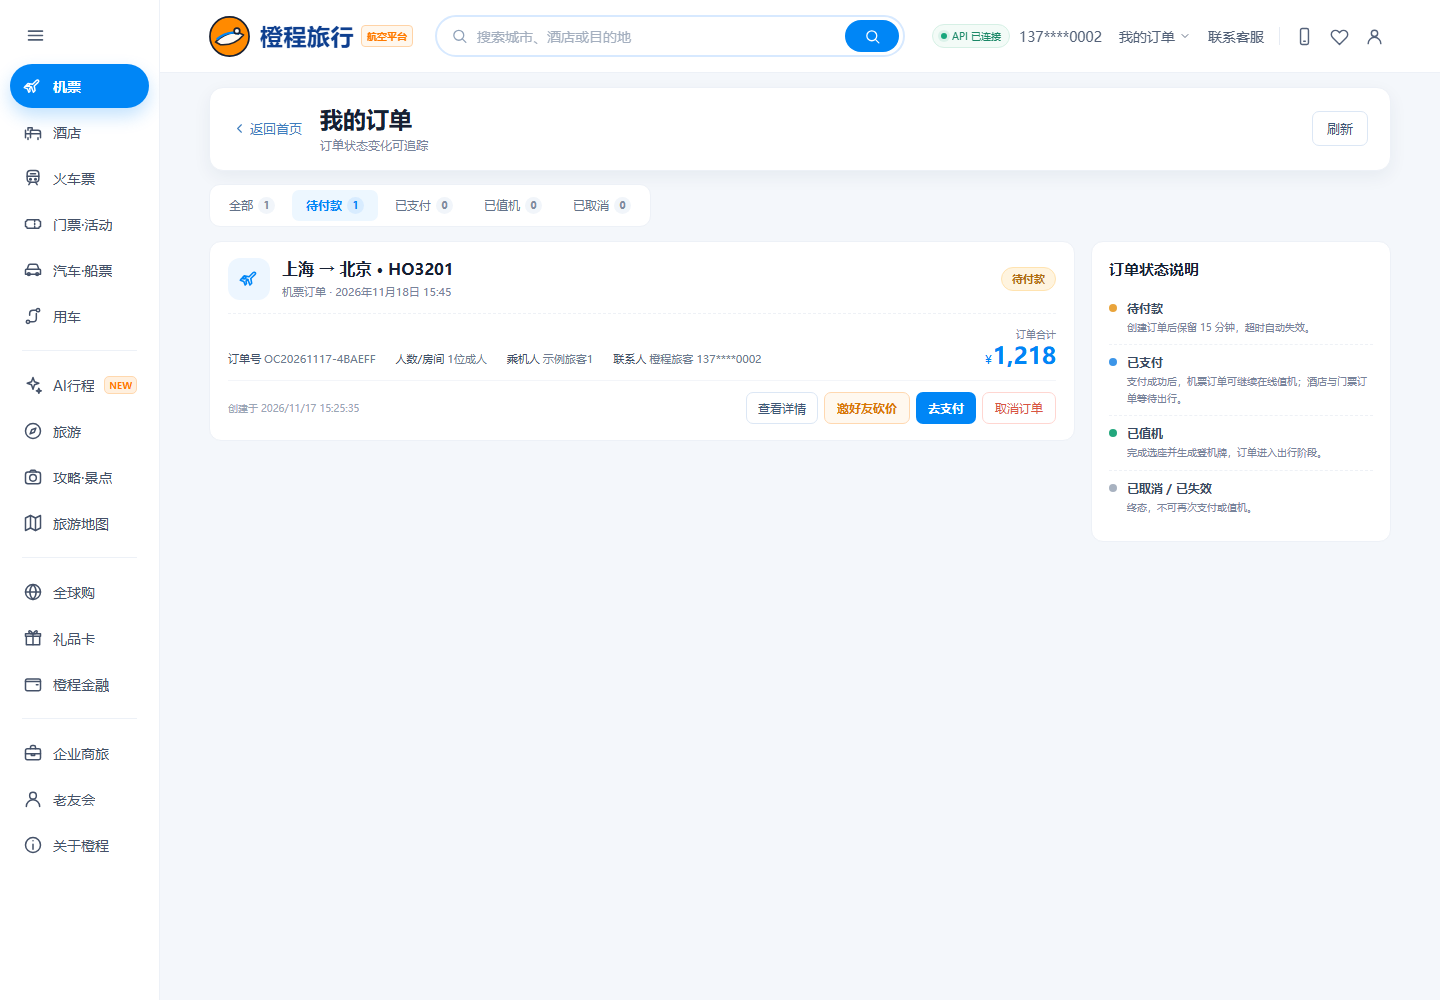 机票
酒店
火车票
门票·活动
汽车·船票
用车
AI行程 NEW
旅游
攻略·景点
旅游地图
全球购
礼品卡
橙程金融
企业商旅
老友会
关于橙程
橙程旅行 航空平台
搜索城市、酒店或目的地
API 已连接 137****0002 我的订单 联系客服
返回首页
我的订单
订单状态变化可追踪
刷新
全部 1 待付款 1 已支付 0 已值机 0 已取消 0
上海 → 北京 • HO3201
机票订单 · 2026年11月18日 15:45
待付款
订单号 OC20261117-4BAEFF 人数/房间 1位成人 乘机人 示例旅客1 联系人 橙程旅客 137****0002
订单合计
¥1,218
创建于 2026/11/17 15:25:35
查看详情 邀好友砍价 去支付 取消订单
订单状态说明
待付款
创建订单后保留 15 分钟，超时自动失效。
已支付
支付成功后，机票订单可继续在线值机；酒店与门票订
单等待出行。
已值机
完成选座并生成登机牌，订单进入出行阶段。
已取消 / 已失效
终态，不可再次支付或值机。